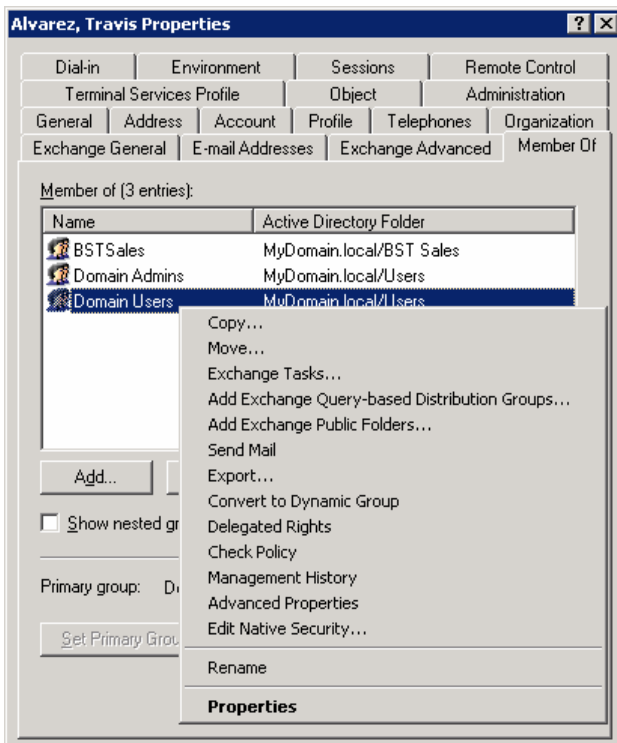 Alvarez, Travis Properties
Dial-in Environment Sessions Remote Control
Terminal Services Profile Object Administration
General Address Account Profile Telephones Organization
Exchange General E-mail Addresses Exchange Advanced Member Of
Member of (3 entries):
Name Active Directory Folder
BSTSales MyDomain.local/BST Sales
Domain Admins MyDomain.local/Users
Domain Users MyDomain.local/Users
Copy...
Move...
Exchange Tasks...
Add Exchange Query-based Distribution Groups...
Add Exchange Public Folders...
Send Mail
Add... Export...
Convert to Dynamic Group
Show nested gr Delegated Rights
Check Policy
Primary group: Management History
Advanced Properties
Set Primary Grou Edit Native Security...
Rename
Properties